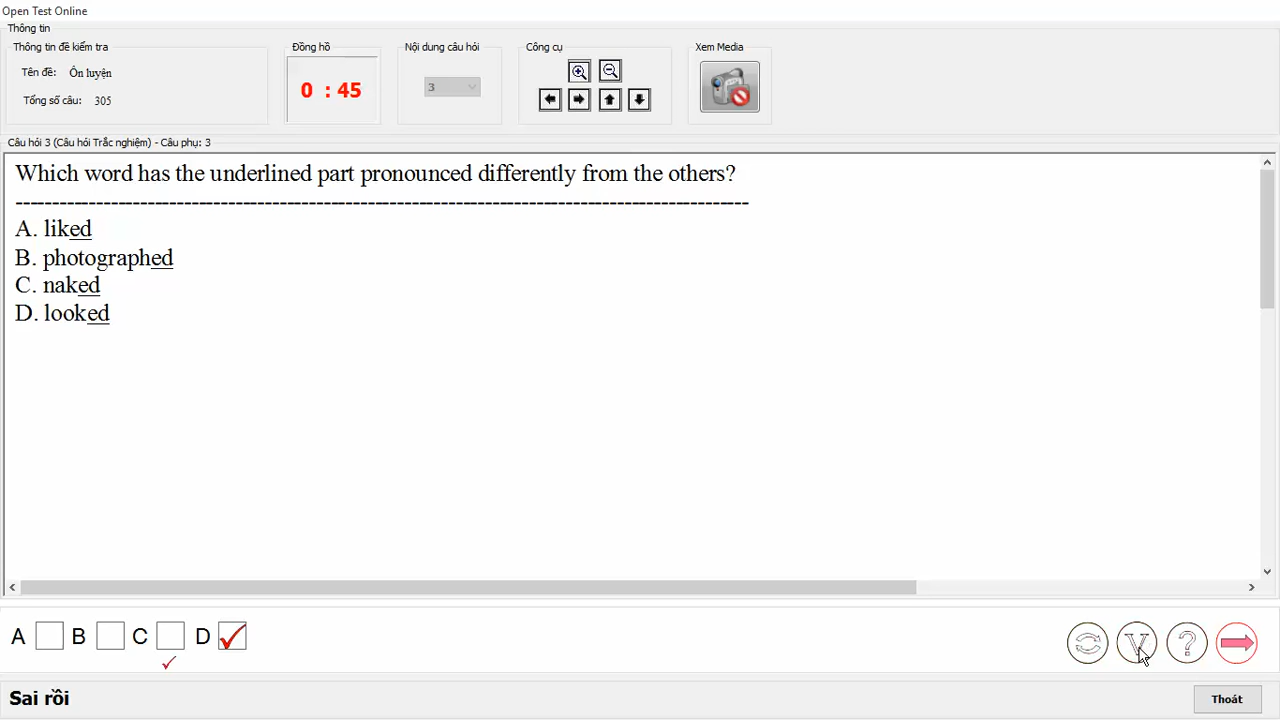 Open Test Online
Thông tin
Thông tin đề kiểm tra
Tên đề: Ôn luyện
Tổng số câu: 305
Đồng hồ
0 : 45
Nội dung câu hỏi
3
Công cụ
Xem Media
Câu hỏi 3 (Câu hỏi Trắc nghiệm) - Câu phụ: 3
Which word has the underlined part pronounced differently from the others?
---------------------------------------------------------------------------------------------------
A. liked
B. photographed
C. naked
D. looked
A B C D
V ?
Sai rồi
Thoát